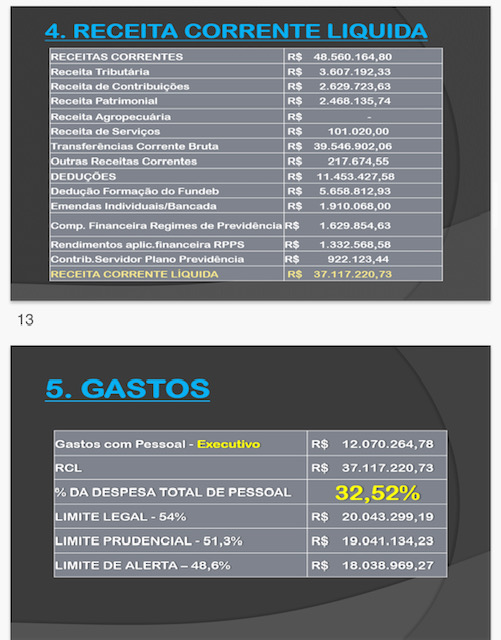 4. RECEITA CORRENTE LIQUIDA
RECEITAS CORRENTES R$ 48.560.164,80
Receita Tributária R$ 3.607.192,33
Receita de Contribuições R$ 2.629.723,63
Receita Patrimonial R$ 2.468.135,74
Receita Agropecuária R$ -
Receita de Serviços R$ 101.020,00
Transferências Corrente Bruta R$ 39.546.902,06
Outras Receitas Correntes R$ 217.674,55
DEDUÇÕES R$ 11.453.427,58
Dedução Formação do Fundeb R$ 5.658.812,93
Emendas Individuais/Bancada R$ 1.910.068,00
Comp. Financeira Regimes de Previdência R$ 1.629.854,63
Rendimentos aplic.financeira RPPS R$ 1.332.568,58
Contrib.Servidor Plano Previdência R$ 922.123,44
RECEITA CORRENTE LÍQUIDA R$ 37.117.220,73
13
5. GASTOS
Gastos com Pessoal - Executivo R$ 12.070.264,78
RCL R$ 37.117.220,73
% DA DESPESA TOTAL DE PESSOAL 32,52%
LIMITE LEGAL - 54% R$ 20.043.299,19
LIMITE PRUDENCIAL - 51,3% R$ 19.041.134,23
LIMITE DE ALERTA – 48,6% R$ 18.038.969,27